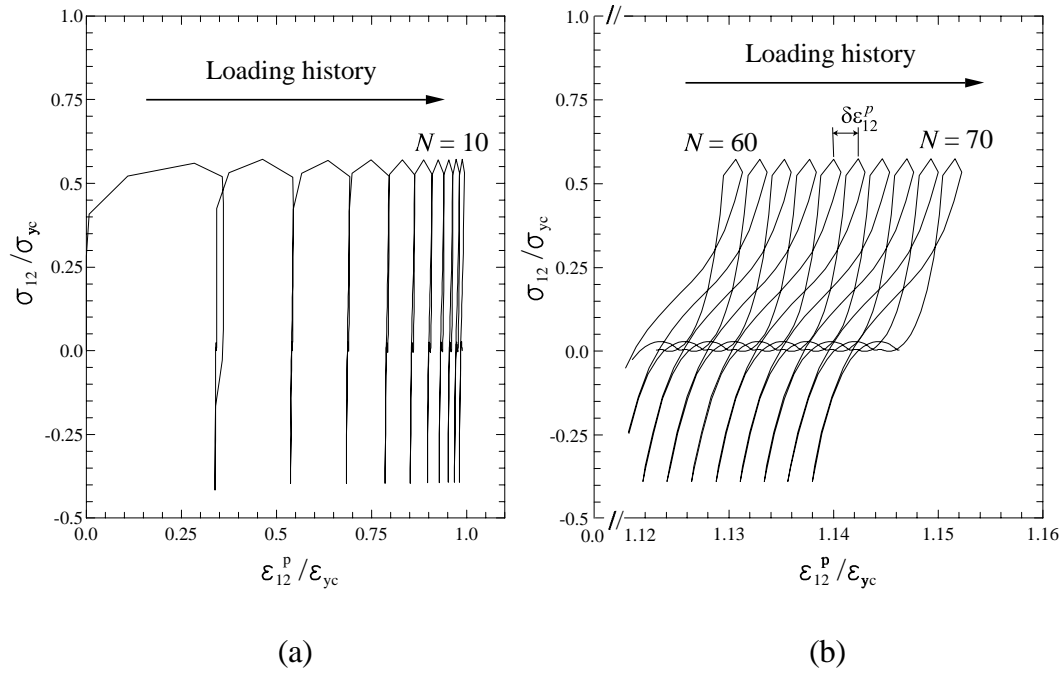 1.0
0.75
0.5
0.25
0.0
-0.25
-0.5
σ₁₂ /σyc
Loading history
N = 10
0.0
0.25
0.5
0.75
1.0
ε₁₂ᵖ /εyc
(a)
1.0
0.75
0.5
0.25
0.0
-0.25
-0.5
σ₁₂ /σyc
//
Loading history
δε₁₂ᵖ
N = 60
N = 70
//
0.0
1.12
1.13
1.14
1.15
1.16
ε₁₂ᵖ /εyc
(b)